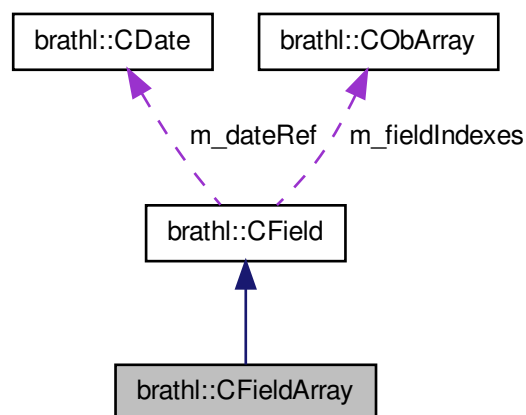 brathl::CDate
brathl::CObArray
m_dateRef
m_fieldIndexes
brathl::CField
brathl::CFieldArray